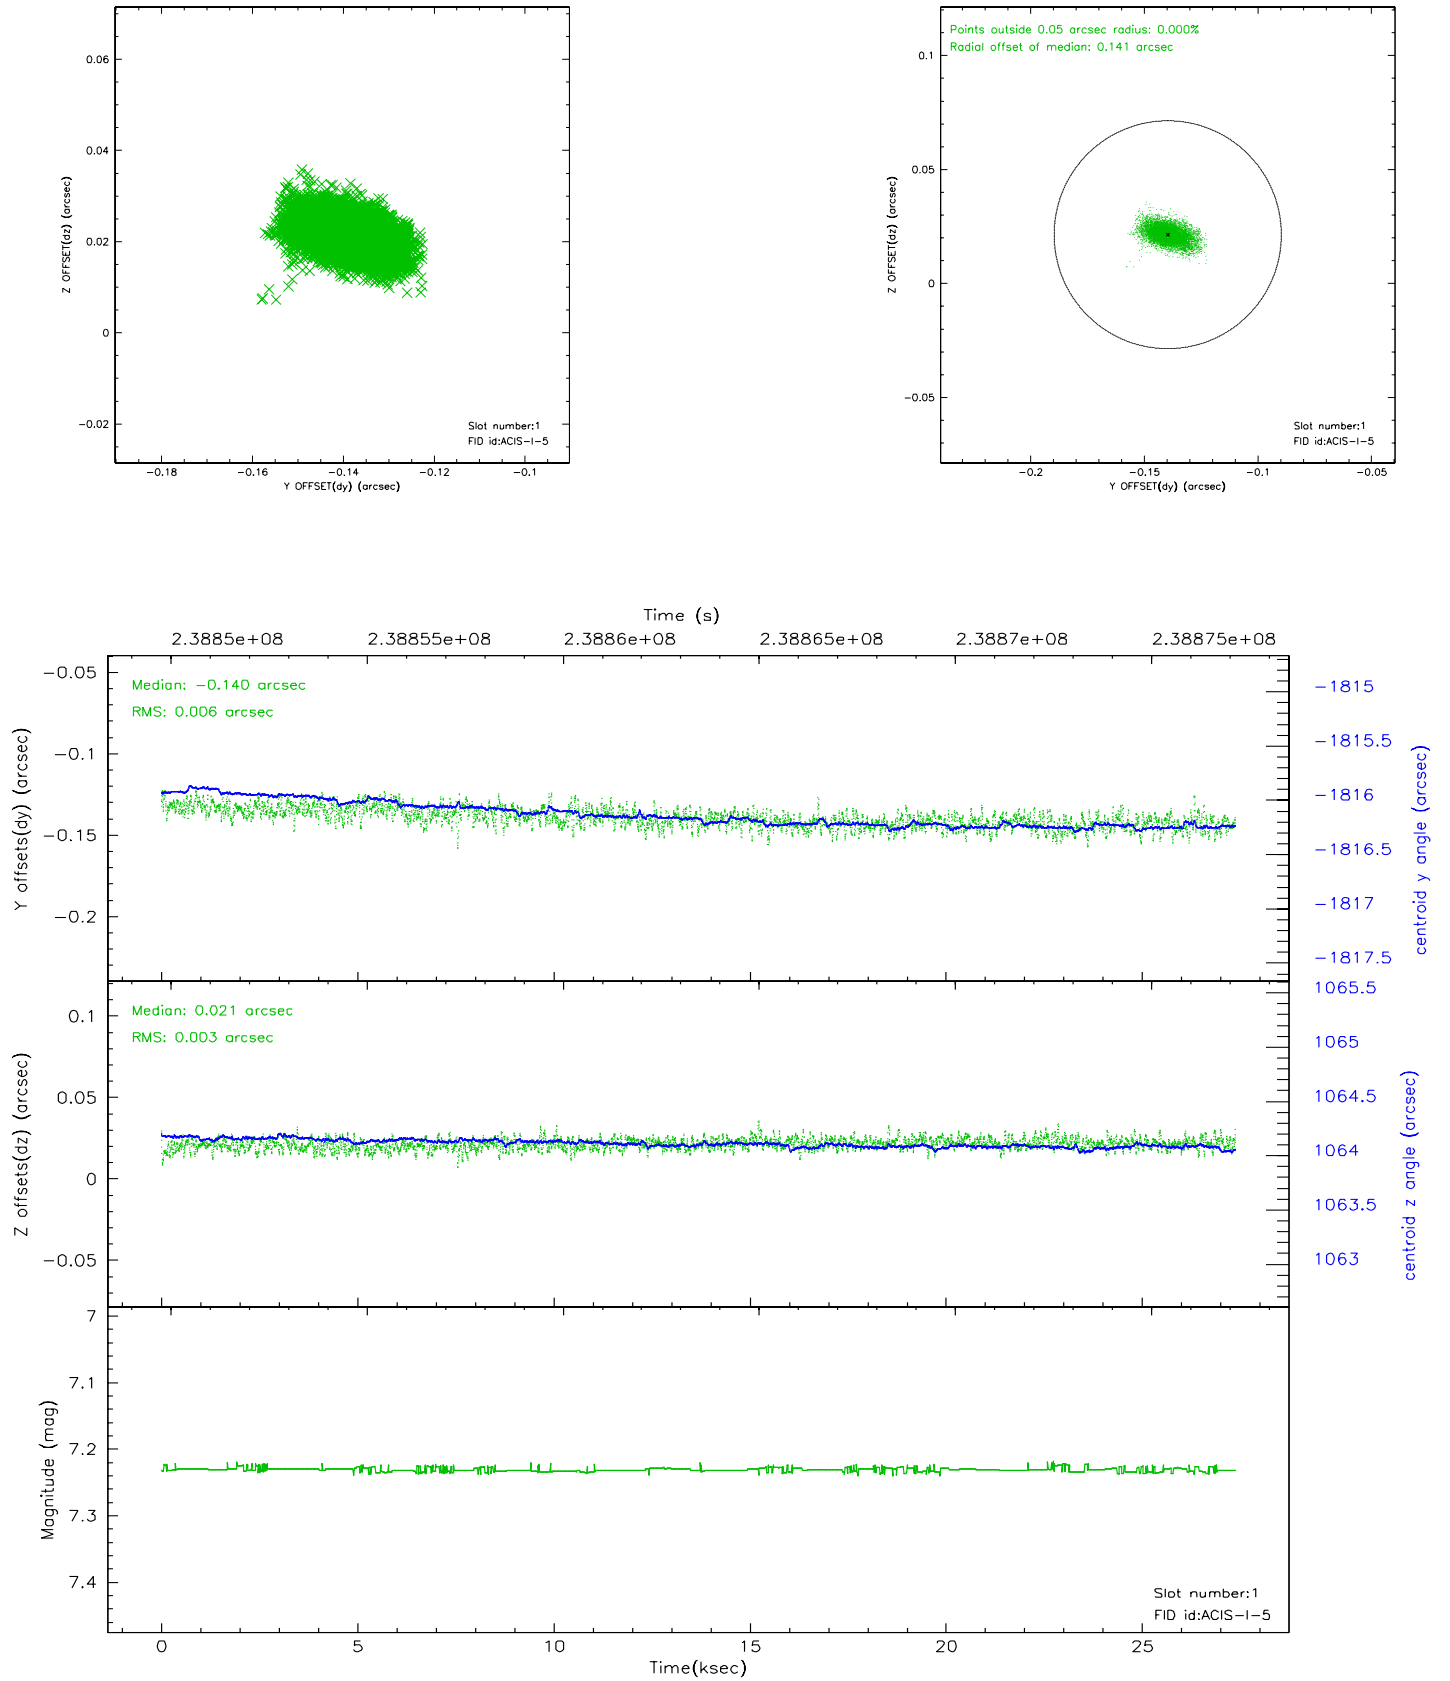 0.06
0.04
0.02
0
-0.02
Z OFFSET(dz) (arcsec)
Slot number:1
FID id:ACIS-I-5
-0.18 -0.16 -0.14 -0.12 -0.1
Y OFFSET(dy) (arcsec)
Points outside 0.05 arcsec radius: 0.000%
Radial offset of median: 0.141 arcsec
0.1
0.05
0
-0.05
Z OFFSET(dz) (arcsec)
Slot number:1
FID id:ACIS-I-5
-0.2 -0.15 -0.1 -0.05
Y OFFSET(dy) (arcsec)
Time (s)
2.3885e+08 2.38855e+08 2.3886e+08 2.38865e+08 2.3887e+08 2.38875e+08
Median: -0.140 arcsec
RMS: 0.006 arcsec
-0.05
-0.1
-0.15
-0.2
Y offsets(dy) (arcsec)
-1815
-1815.5
-1816
-1816.5
-1817
-1817.5
centroid y angle (arcsec)
Median: 0.021 arcsec
RMS: 0.003 arcsec
0.1
0.05
0
-0.05
Z offsets(dz) (arcsec)
1065.5
1065
1064.5
1064
1063.5
1063
centroid z angle (arcsec)
7
7.1
7.2
7.3
7.4
Magnitude (mag)
Slot number:1
FID id:ACIS-I-5
0 5 10 15 20 25
Time(ksec)